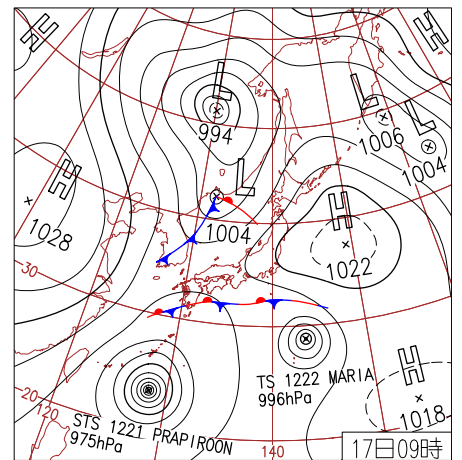 H
H
L
994
L
1006
L
1004
H
1028
L
1004
H
1022
30
TS 1222 MARIA
996hPa
H
1018
20
120
STS 1221 PRAPIROON
975hPa
140
17日09時